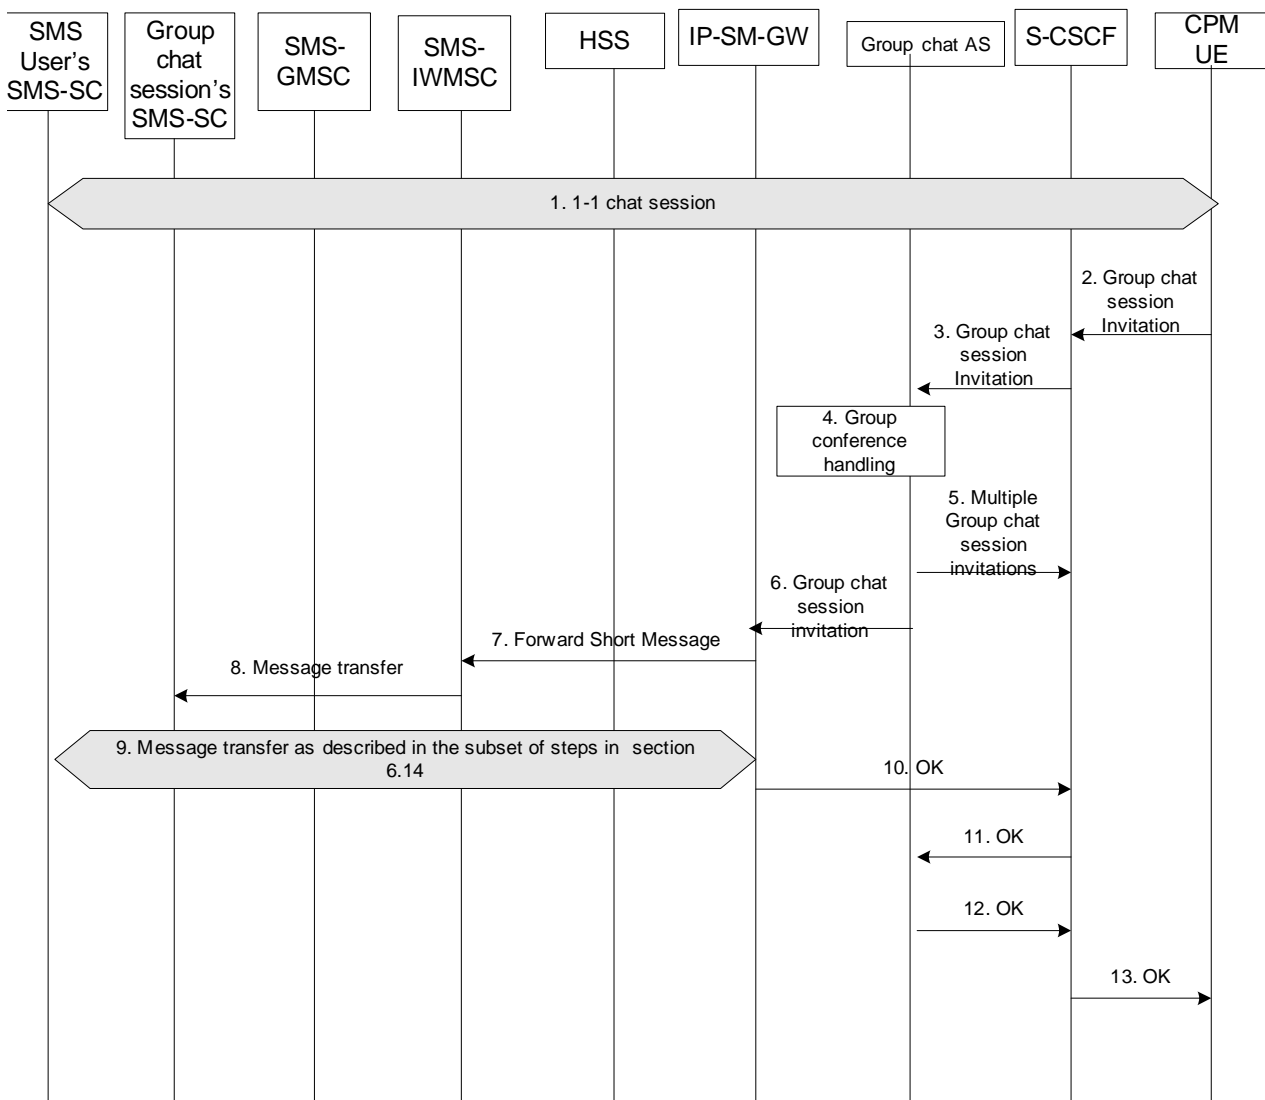 SMS
User's
SMS-SC
Group
chat
session's
SMS-SC
SMS-
GMSC
SMS-
IWMSC
HSS
IP-SM-GW
Group chat AS
S-CSCF
CPM
UE
1. 1-1 chat session
2. Group chat
session
Invitation
3. Group chat
session
Invitation
4. Group
conference
handling
5. Multiple
Group chat
session
invitations
6. Group chat
session
invitation
7. Forward Short Message
8. Message transfer
9. Message transfer as described in the subset of steps in section
6.14
10. OK
11. OK
12. OK
13. OK